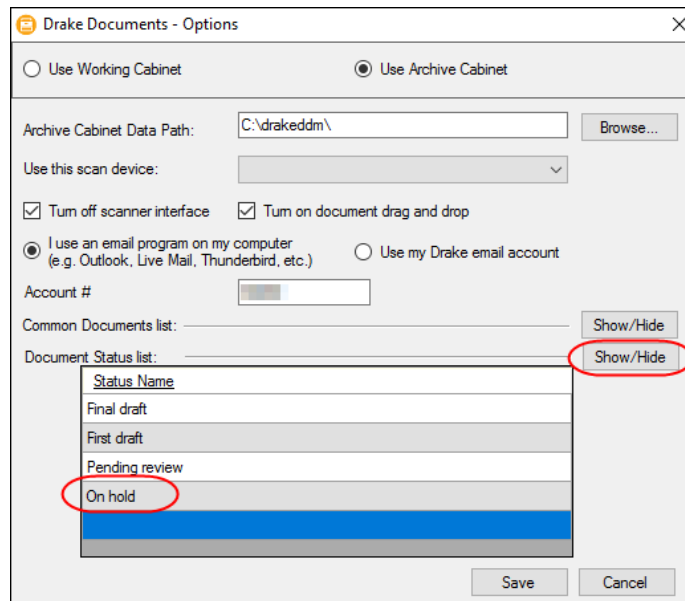 Drake Documents - Options
Use Working Cabinet
Use Archive Cabinet
Archive Cabinet Data Path:
C:\drakeddm\
Browse...
Use this scan device:
Turn off scanner interface
Turn on document drag and drop
I use an email program on my computer
(e.g. Outlook, Live Mail, Thunderbird, etc.)
Use my Drake email account
Account #
Common Documents list:
Show/Hide
Document Status list:
Show/Hide
Status Name
Final draft
First draft
Pending review
On hold
Save
Cancel